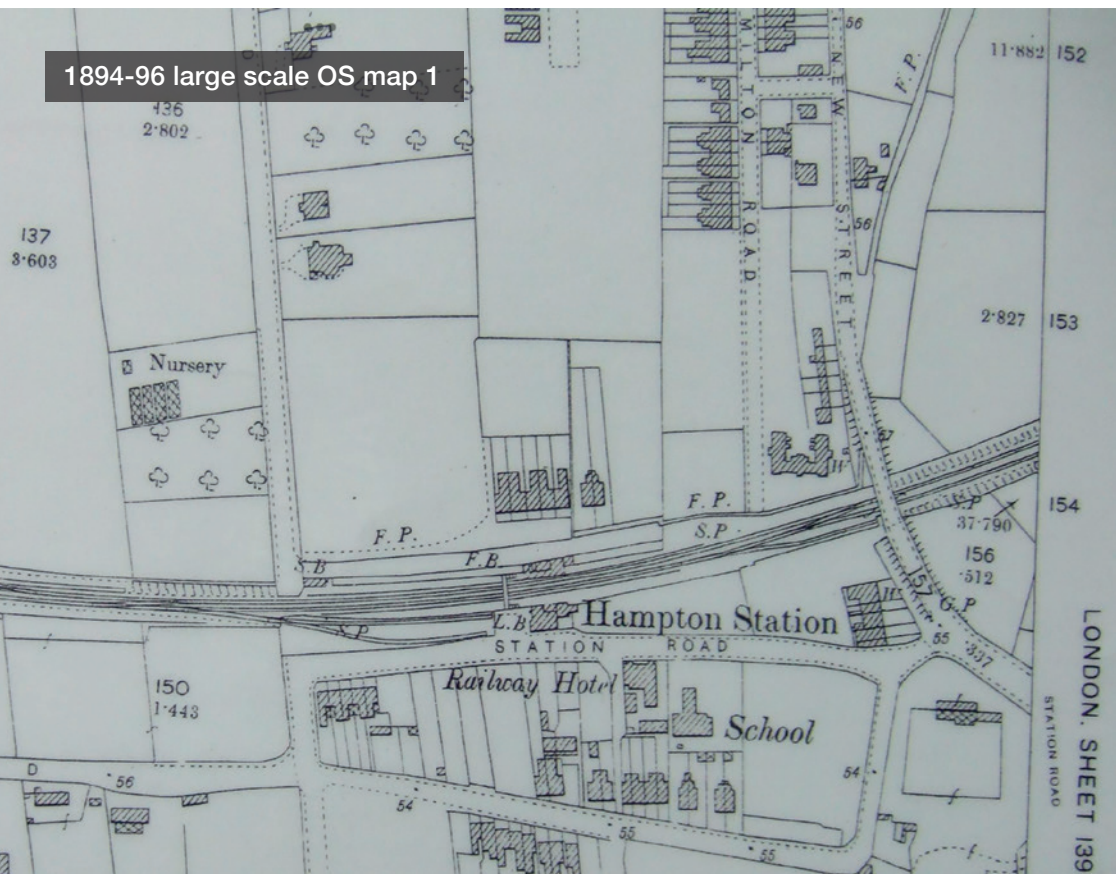 1894-96 large scale OS map 1
56
11·882
152
F. P.
MILTON ROAD
NEW STREET
136
2·802
137
3·603
56
2·827
153
Nursery
W
F. P.
S. P
F. P.
S. P
37·790
154
156
·512
S. B
F. B.
157
W
G. P
Hampton Station
L. B
S. P
STATION ROAD
55
·337
Railway Hotel
150
1·443
School
D
56
54
54
55
55
LONDON. SHEET 139
STATION ROAD